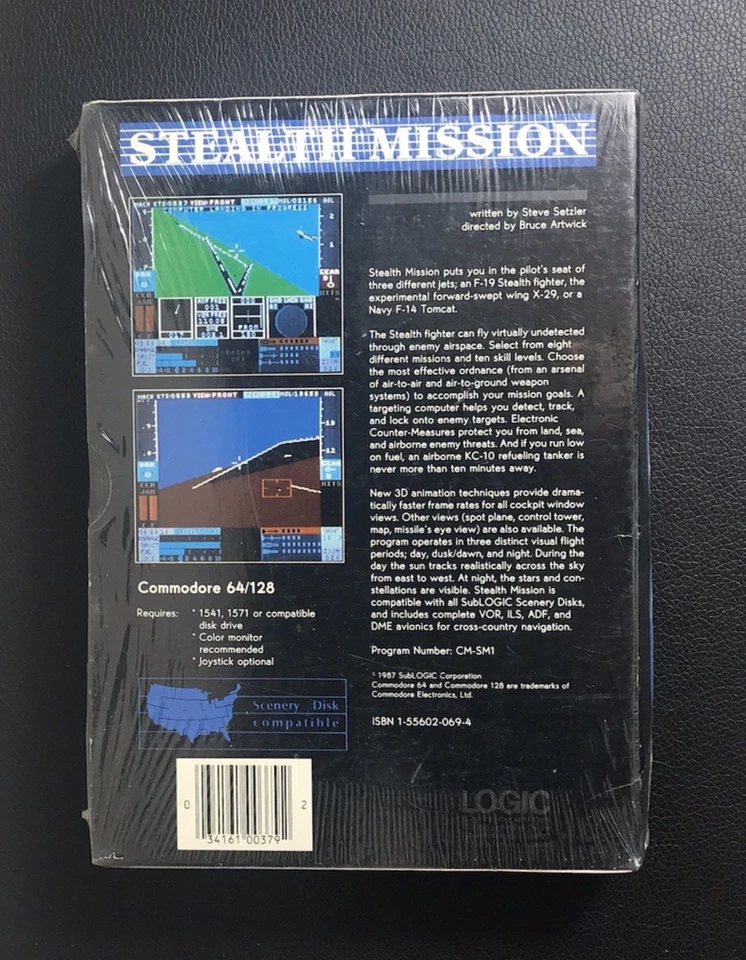 STEALTH MISSION
written by Steve Setzler
directed by Bruce Artwick
Stealth Mission puts you in the pilot's seat of
three different jets; an F-19 Stealth fighter, the
experimental forward-swept wing X-29, or a
Navy F-14 Tomcat.
The Stealth fighter can fly virtually undetected
through enemy airspace. Select from eight
different missions and ten skill levels. Choose
the most effective ordnance (from an arsenal
of air-to-air and air-to-ground weapon
systems) to accomplish your mission goals. A
targeting computer helps you detect, track,
and lock onto enemy targets. Electronic
Counter-Measures protect you from land, sea,
and airborne enemy threats. And if you run low
on fuel, an airborne KC-10 refueling tanker is
never more than ten minutes away.
New 3D animation techniques provide drama-
tically faster frame rates for all cockpit window
views. Other views (spot plane, control tower,
map, missile's eye view) are also available. The
program operates in three distinct visual flight
periods; day, dusk/dawn, and night. During the
day the sun tracks realistically across the sky
from east to west. At night, the stars and con-
stellations are visible. Stealth Mission is
compatible with all SubLOGIC Scenery Disks,
and includes complete VOR, ILS, ADF, and
DME avionics for cross-country navigation.
Program Number: CM-SM1
© 1987 SubLOGIC Corporation
Commodore 64 and Commodore 128 are trademarks of
Commodore Electronics, Ltd.
ISBN 1-55602-069-4
LOGIC
VIEW:FRONT
COMPUTER LANDING IN PROGRESS
VIEW:FRONT
Commodore 64/128
Requires: * 1541, 1571 or compatible
disk drive
* Color monitor
recommended
* Joystick optional
Scenery Disk
compatible
0 34161 00379 2